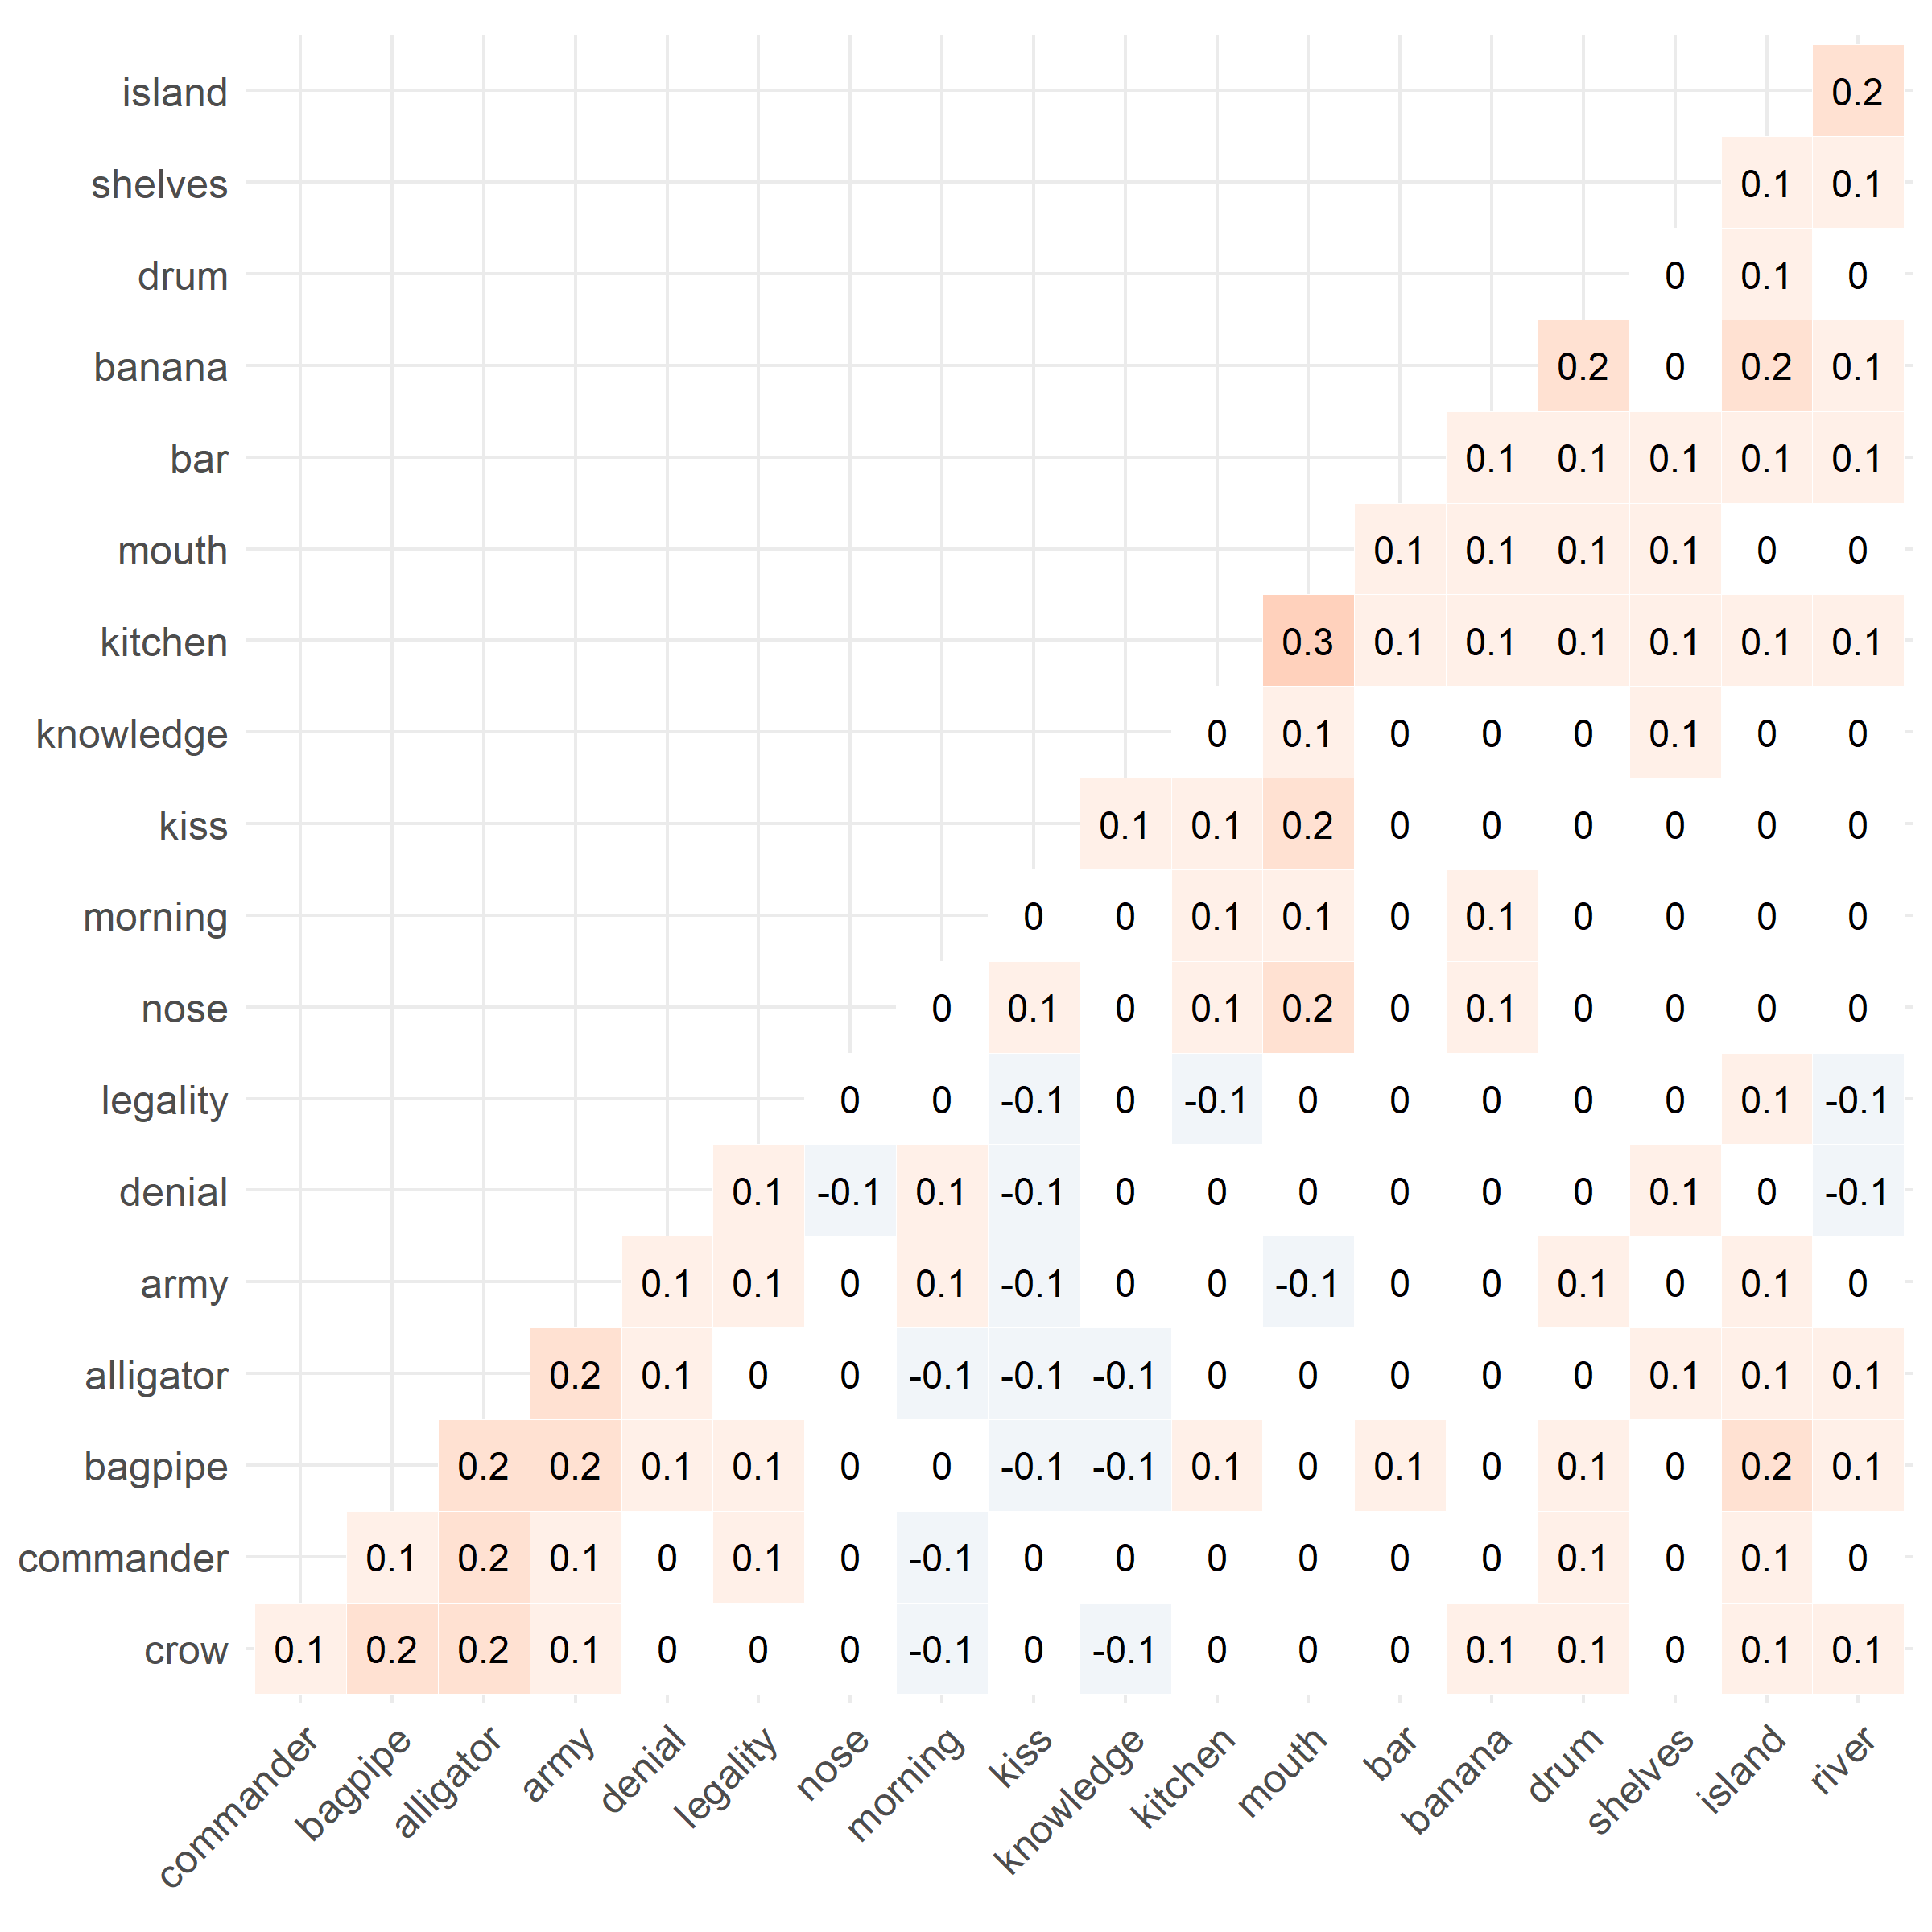 island 0.2
shelves 0.1 0.1
drum 0 0.1 0
banana 0.2 0 0.2 0.1
bar 0.1 0.1 0.1 0.1 0.1
mouth 0.1 0.1 0.1 0.1 0 0
kitchen 0.3 0.1 0.1 0.1 0.1 0.1 0.1
knowledge 0 0.1 0 0 0 0.1 0 0
kiss 0.1 0.1 0.2 0 0 0 0 0 0
morning 0 0 0.1 0.1 0 0.1 0 0 0 0
nose 0 0.1 0 0.1 0.2 0 0.1 0 0 0 0
legality 0 0 -0.1 0 -0.1 0 0 0 0 0 0.1 -0.1
denial 0.1 -0.1 0.1 -0.1 0 0 0 0 0 0 0.1 0 -0.1
army 0.1 0.1 0 0.1 -0.1 0 0 -0.1 0 0 0.1 0 0.1 0
alligator 0.2 0.1 0 0 -0.1 -0.1 -0.1 0 0 0 0 0 0.1 0.1 0.1
bagpipe 0.2 0.2 0.1 0.1 0 0 -0.1 -0.1 0.1 0 0.1 0 0.1 0 0.2 0.1
commander 0.1 0.2 0.1 0 0.1 0 -0.1 0 0 0 0 0 0 0.1 0 0.1 0
crow 0.1 0.2 0.2 0.1 0 0 0 -0.1 0 -0.1 0 0 0 0.1 0.1 0 0.1 0.1
commander bagpipe alligator army denial legality nose morning kiss knowledge kitchen mouth bar banana drum shelves island river